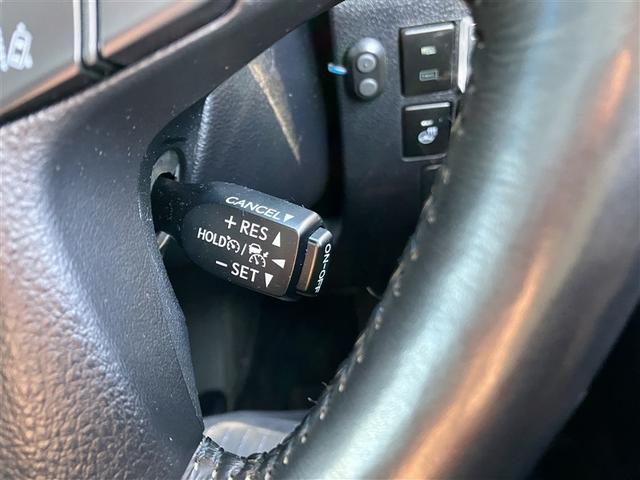 CANCEL▼
+ RES ▲
HOLD / ◀
− SET ▼
ON-OFF